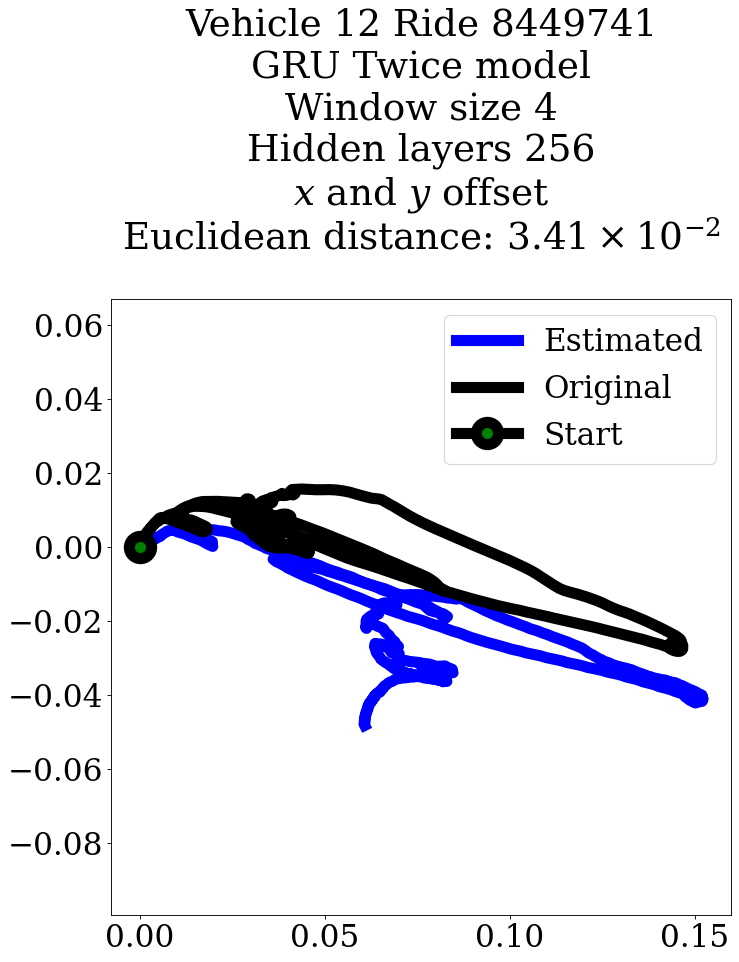 Vehicle 12 Ride 8449741
GRU Twice model
Window size 4
Hidden layers 256
x and y offset
Euclidean distance: 3.41 × 10⁻²
Estimated
Original
Start
0.06
0.04
0.02
0.00
−0.02
−0.04
−0.06
−0.08
0.00 0.05 0.10 0.15